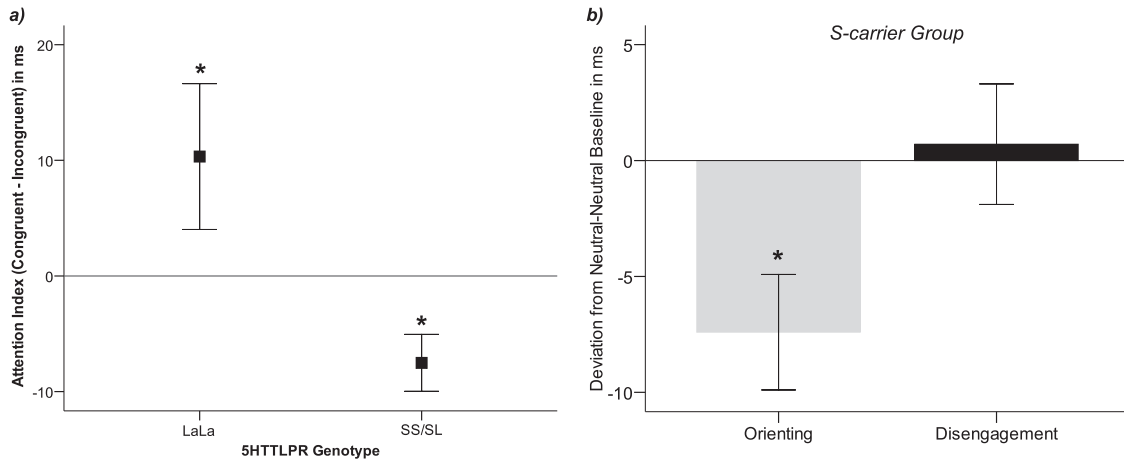 a)
Attention Index (Congruent - Incongruent) in ms
20
10
0
-10
*
*
LaLa
SS/SL
5HTTLPR Genotype
b)
S-carrier Group
Deviation from Neutral-Neutral Baseline in ms
5
0
-5
-10
*
Orienting
Disengagement